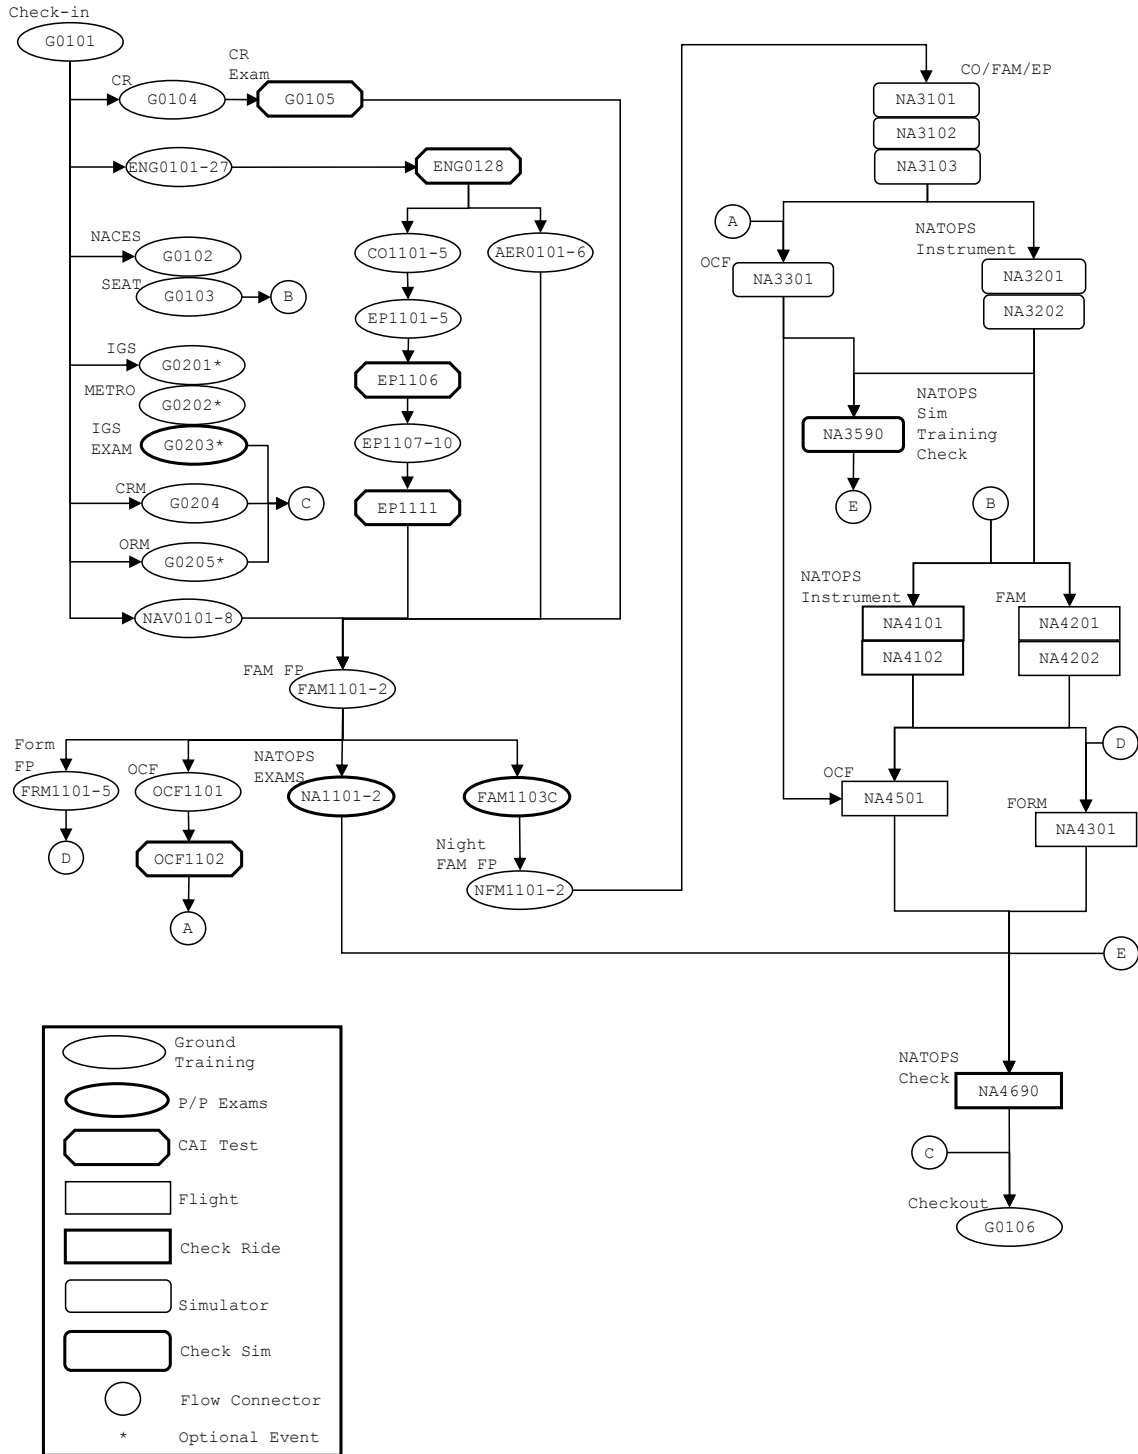 Check-in
G0101
CR
G0104
CR
Exam
G0105
ENG0101-27
ENG0128
NACES
G0102
SEAT
G0103
B
CO1101-5
AER0101-6
EP1101-5
IGS
G0201*
METRO
G0202*
IGS
EXAM
G0203*
EP1106
EP1107-10
CRM
G0204
C
EP1111
ORM
G0205*
NAV0101-8
FAM FP
FAM1101-2
Form
FP
FRM1101-5
D
OCF
OCF1101
OCF1102
A
NATOPS
EXAMS
NA1101-2
FAM1103C
Night
FAM FP
NFM1101-2
CO/FAM/EP
NA3101
NA3102
NA3103
A
OCF
NA3301
NATOPS
Instrument
NA3201
NA3202
NA3590
NATOPS
Sim
Training
Check
E
B
NATOPS
Instrument
NA4101
NA4102
FAM
NA4201
NA4202
D
OCF
NA4501
FORM
NA4301
E
NATOPS
Check
NA4690
C
Checkout
G0106
Ground
Training
P/P Exams
CAI Test
Flight
Check Ride
Simulator
Check Sim
Flow Connector
* Optional Event